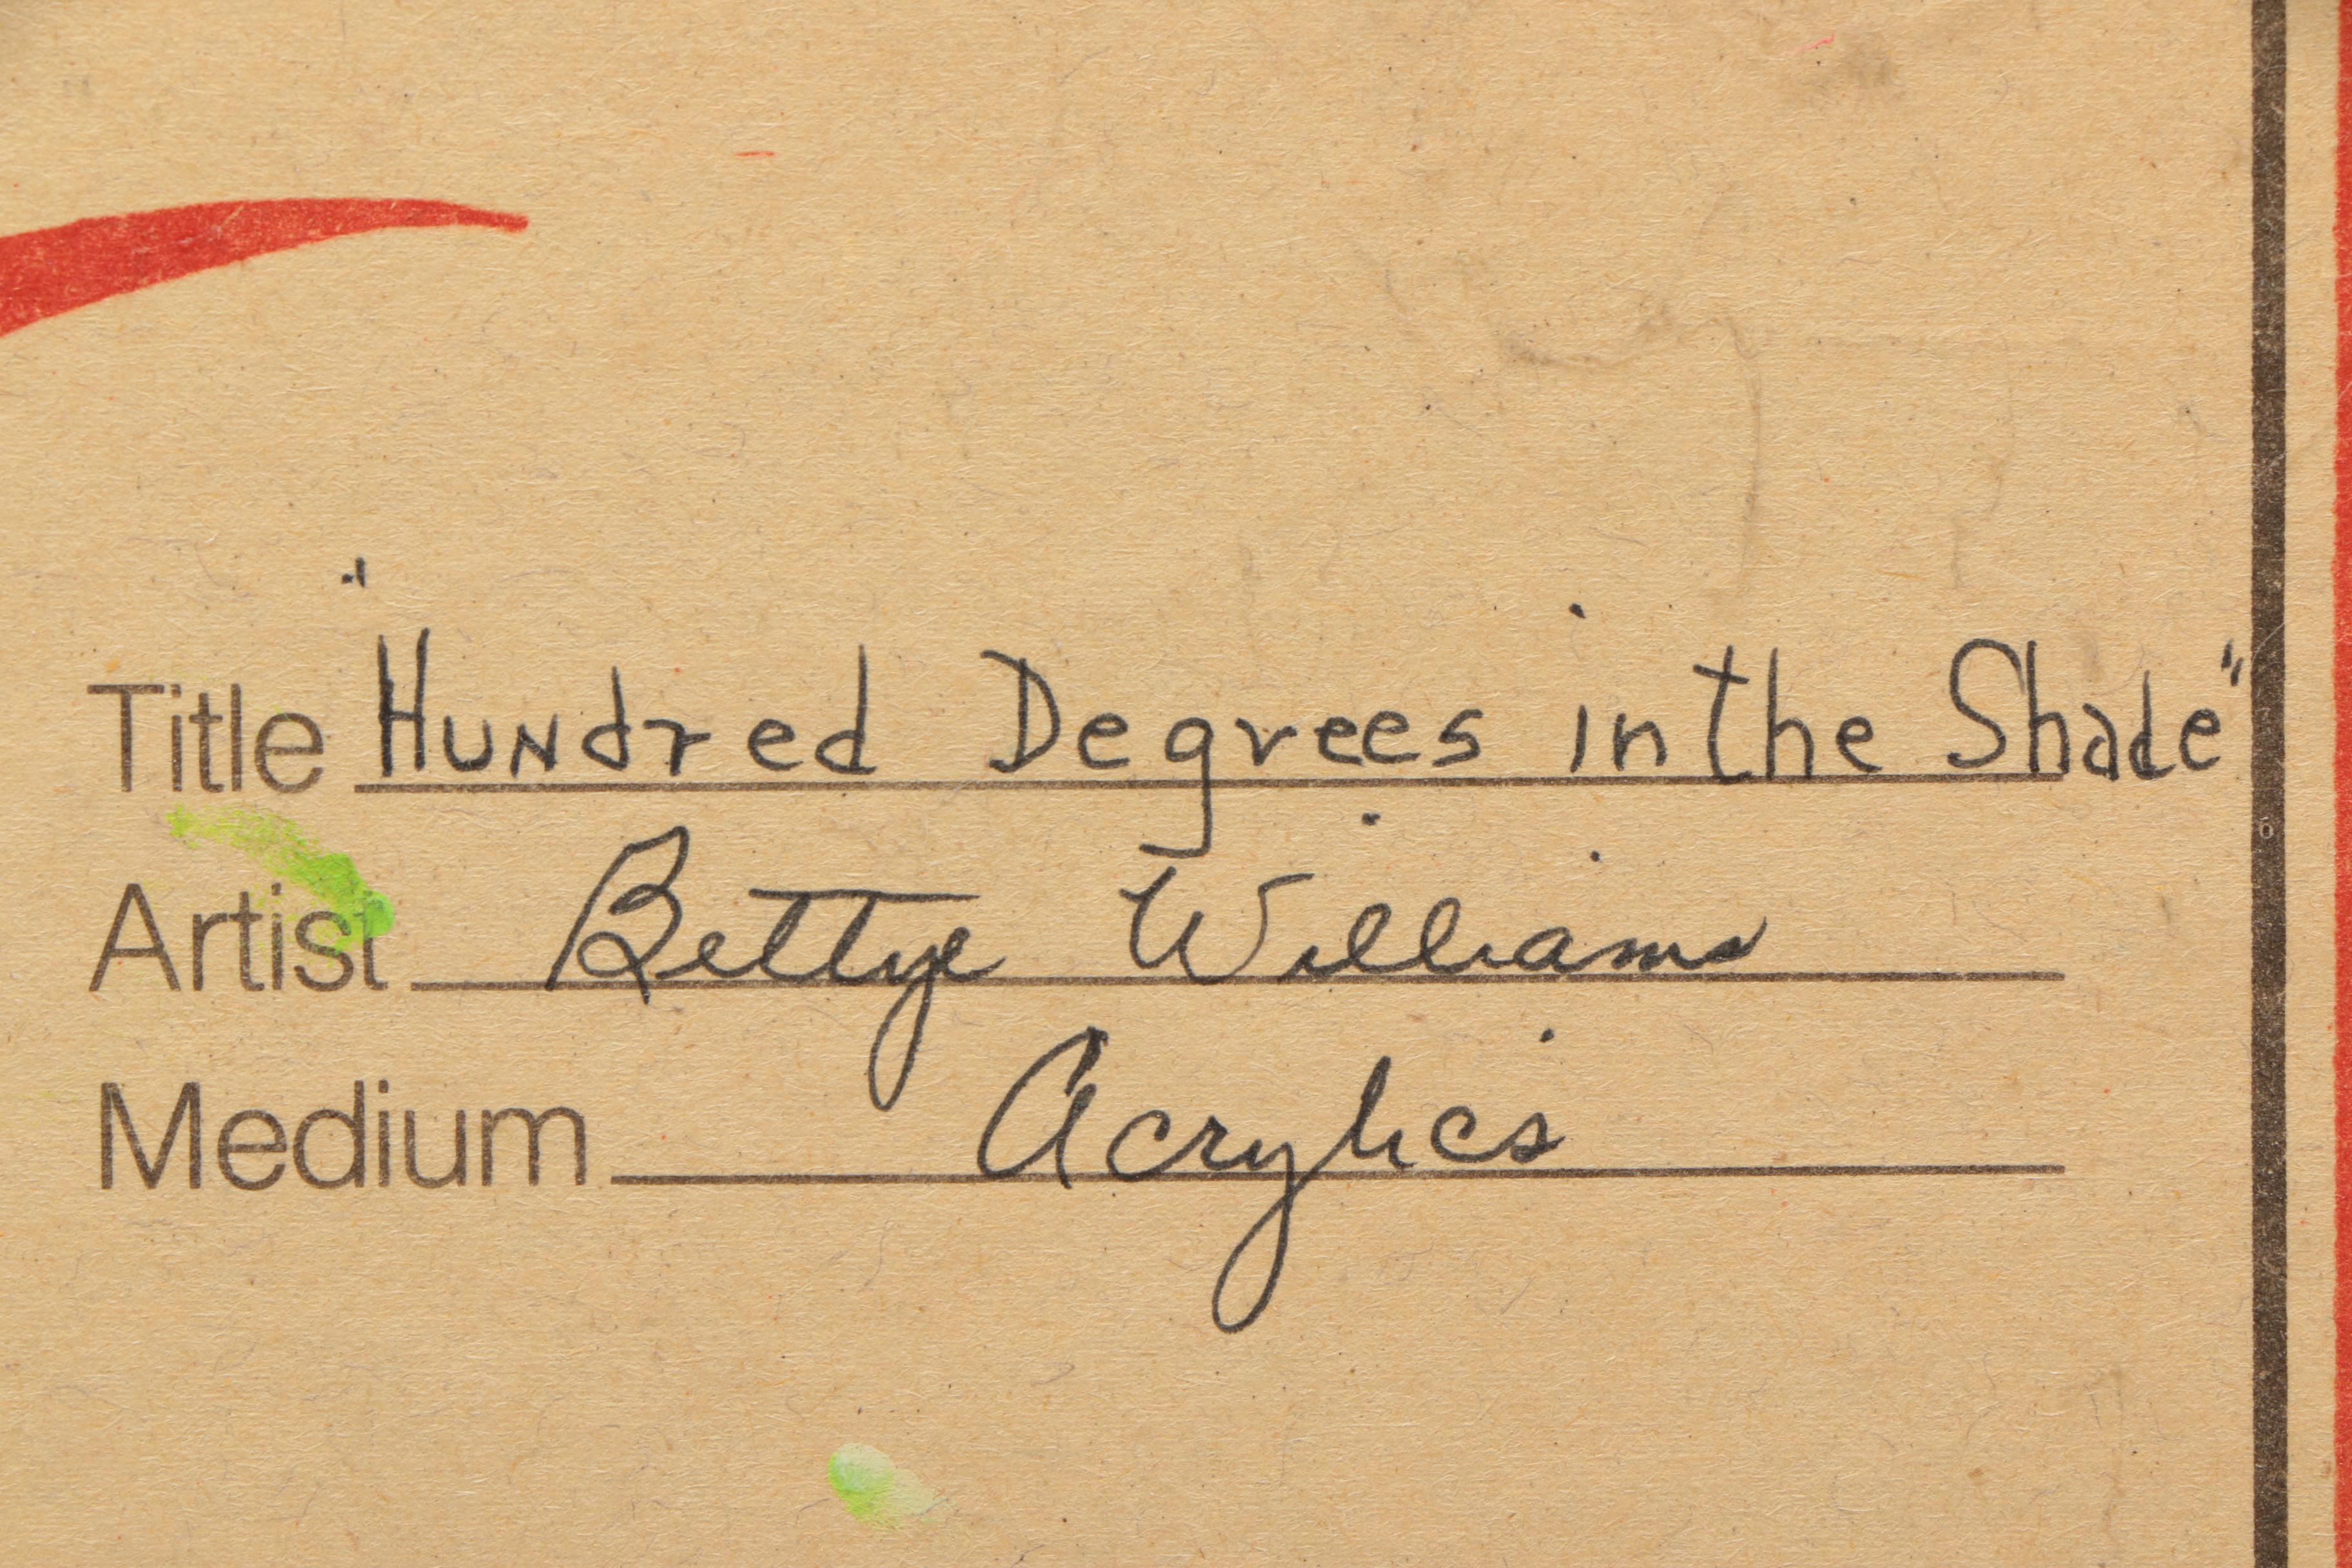 Title "Hundred Degrees in the Shade"
Artist Bettye Williams
Medium Acrylics